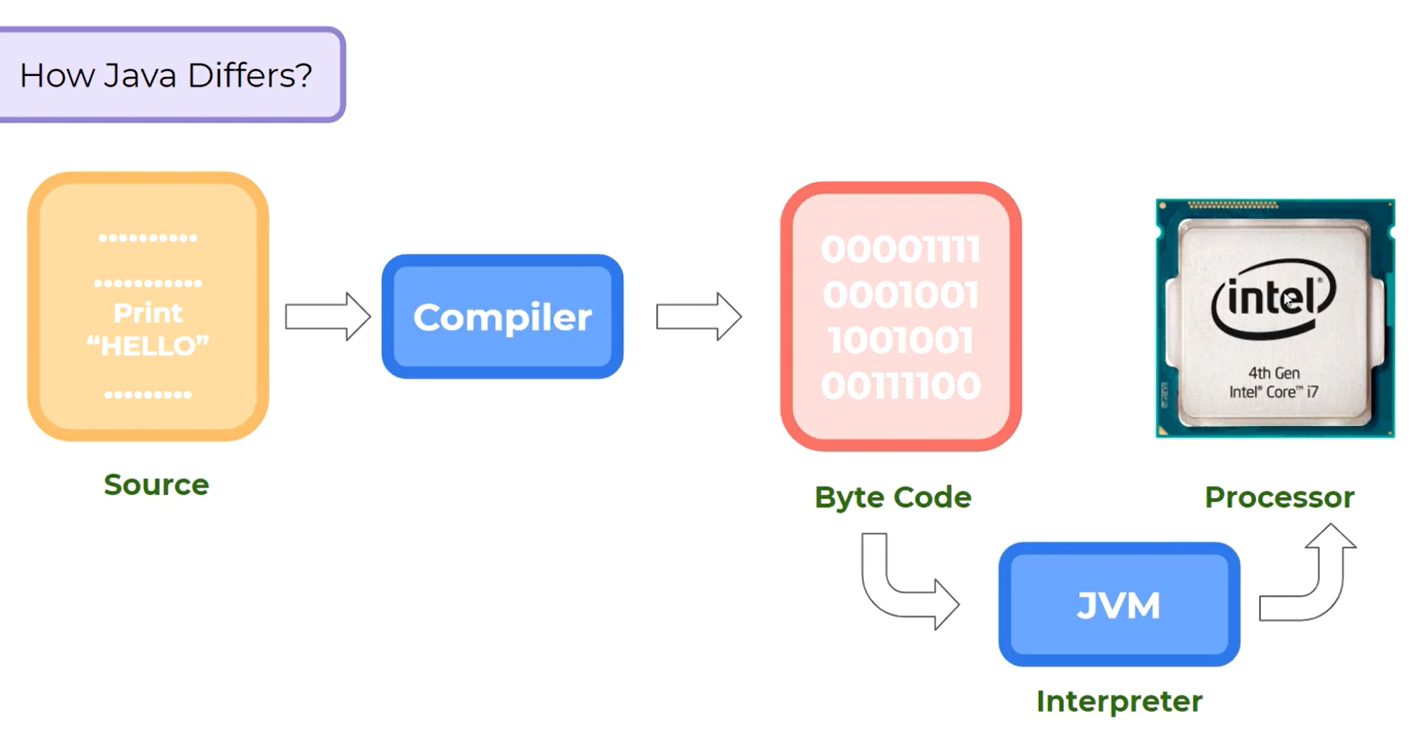 How Java Differs?
Print
“HELLO”
Source
Compiler
00001111
0001001
1001001
00111100
Byte Code
intel®
4th Gen
Intel® Core™ i7
Processor
JVM
Interpreter